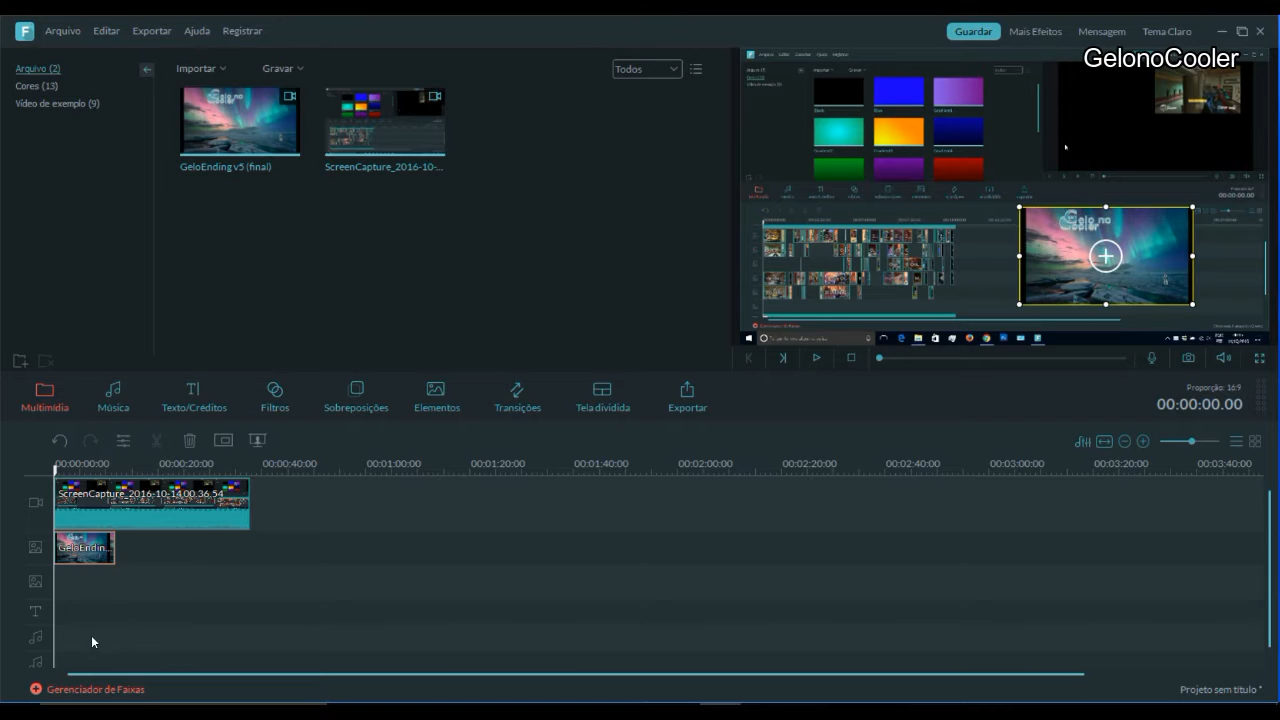 F Arquivo Editar Exportar Ajuda Registrar Guardar Mais Efeitos Mensagem Tema Claro
GelonoCooler
Arquivo (2) Importar Gravar Todos
Cores (13)
Vídeo de exemplo (9)
GeloEnding v5 (final) ScreenCapture_2016-10-...
Gelo no
Cooler
Multimídia Música Texto/Créditos Filtros Sobreposições Elementos Transições Tela dividida Exportar
Proporção: 16:9
00:00:00.00
00:00:00:00 00:00:20:00 00:00:40:00 00:01:00:00 00:01:20:00 00:01:40:00 00:02:00:00 00:02:20:00 00:02:40:00 00:03:00:00 00:03:20:00 00:03:40:00
ScreenCapture_2016-10-14 00.36.54
GeloEndin...
T
Gerenciador de Faixas Projeto sem título *